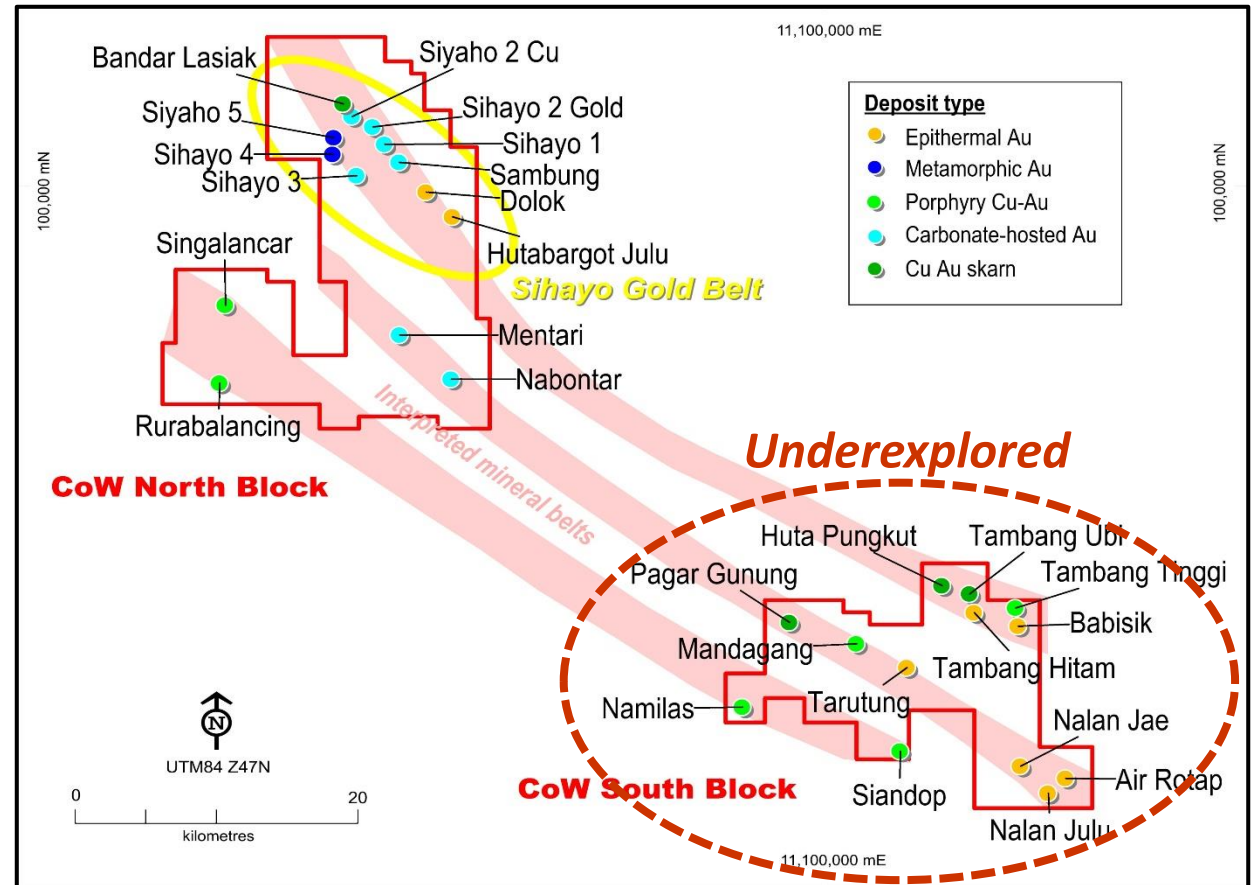 11,100,000 mE
Bandar Lasiak
Siyaho 2 Cu
Siyaho 5
Sihayo 2 Gold
Sihayo 4
Sihayo 1
Sihayo 3
Sambung
Dolok
Hutabargot Julu
Sihayo Gold Belt
100,000 mN
100,000 mN
Deposit type
Epithermal Au
Metamorphic Au
Porphyry Cu-Au
Carbonate-hosted Au
Cu Au skarn
Singalancar
Mentari
Nabontar
Rurabalancing
Interpreted mineral belts
CoW North Block
Underexplored
Huta Pungkut
Tambang Ubi
Pagar Gunung
Tambang Tinggi
Mandagang
Babisik
Tambang Hitam
Namilas
Tarutung
Nalan Jae
CoW South Block
Siandop
Air Rotap
Nalan Julu
N
UTM84 Z47N
0 20
kilometres
11,100,000 mE